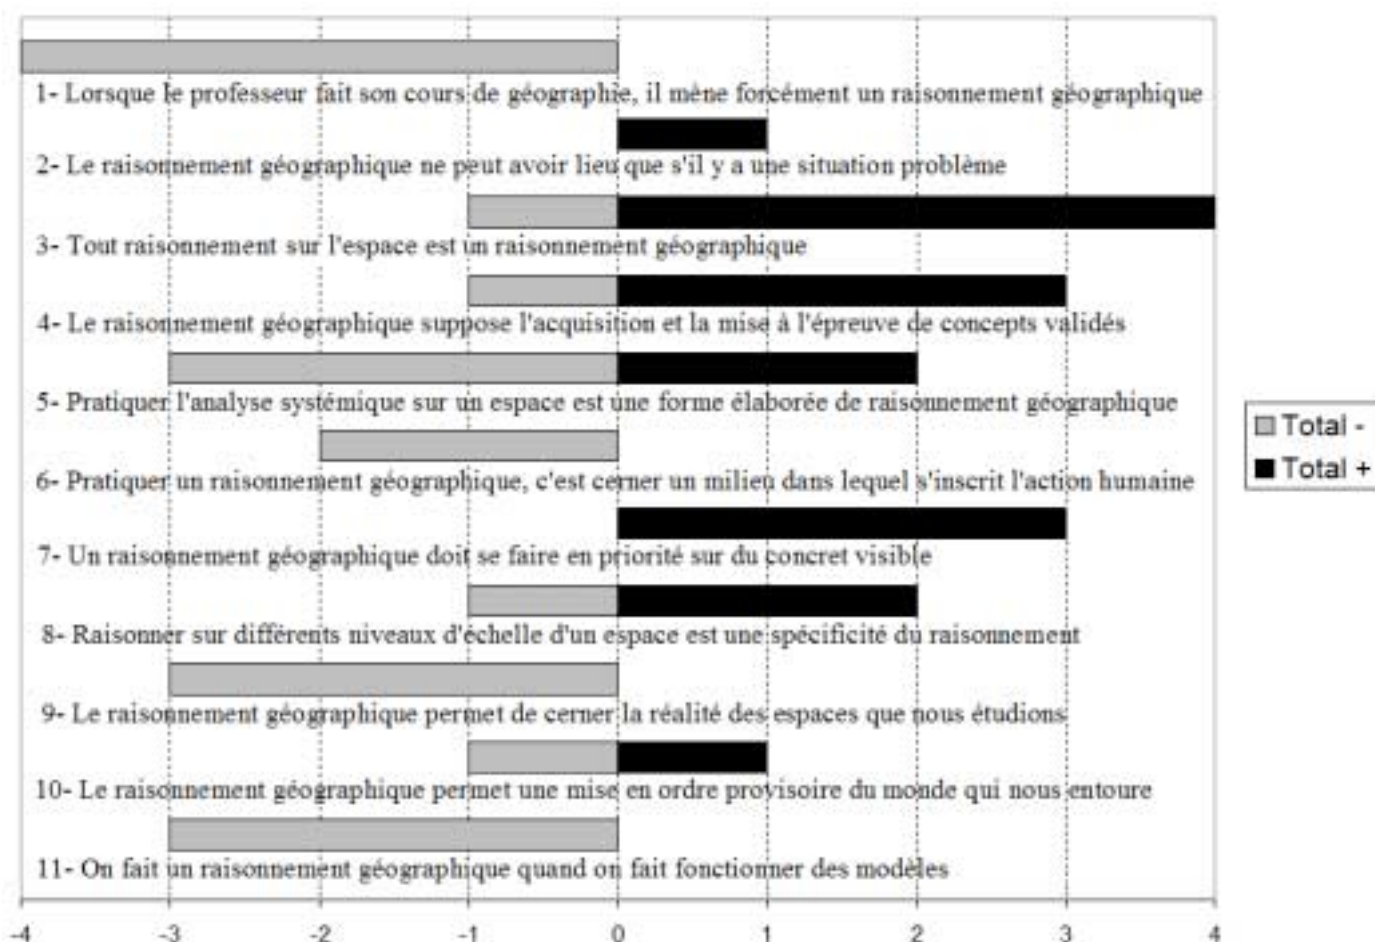 1- Lorsque le professeur fait son cours de géographie, il mène forcément un raisonnement géographique
2- Le raisonnement géographique ne peut avoir lieu que s'il y a une situation problème
3- Tout raisonnement sur l'espace est un raisonnement géographique
4- Le raisonnement géographique suppose l'acquisition et la mise à l'épreuve de concepts validés
5- Pratiquer l'analyse systémique sur un espace est une forme élaborée de raisonnement géographique
6- Pratiquer un raisonnement géographique, c'est cerner un milieu dans lequel s'inscrit l'action humaine
7- Un raisonnement géographique doit se faire en priorité sur du concret visible
8- Raisonner sur différents niveaux d'échelle d'un espace est une spécificité du raisonnement
9- Le raisonnement géographique permet de cerner la réalité des espaces que nous étudions
10- Le raisonnement géographique permet une mise en ordre provisoire du monde qui nous entoure
11- On fait un raisonnement géographique quand on fait fonctionner des modèles
-4 -3 -2 -1 0 1 2 3 4
Total -
Total +